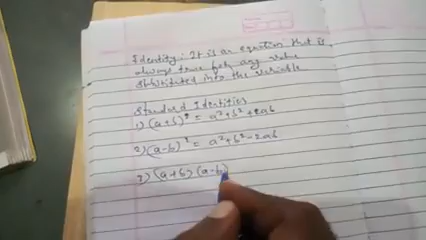 Identity: It is an equation that is
always true for any value
substituted into the variable
Standard Identities
1) (a+b)² = a²+b²+2ab
2) (a-b)² = a²+b²-2ab
3) (a+b) (a-b)